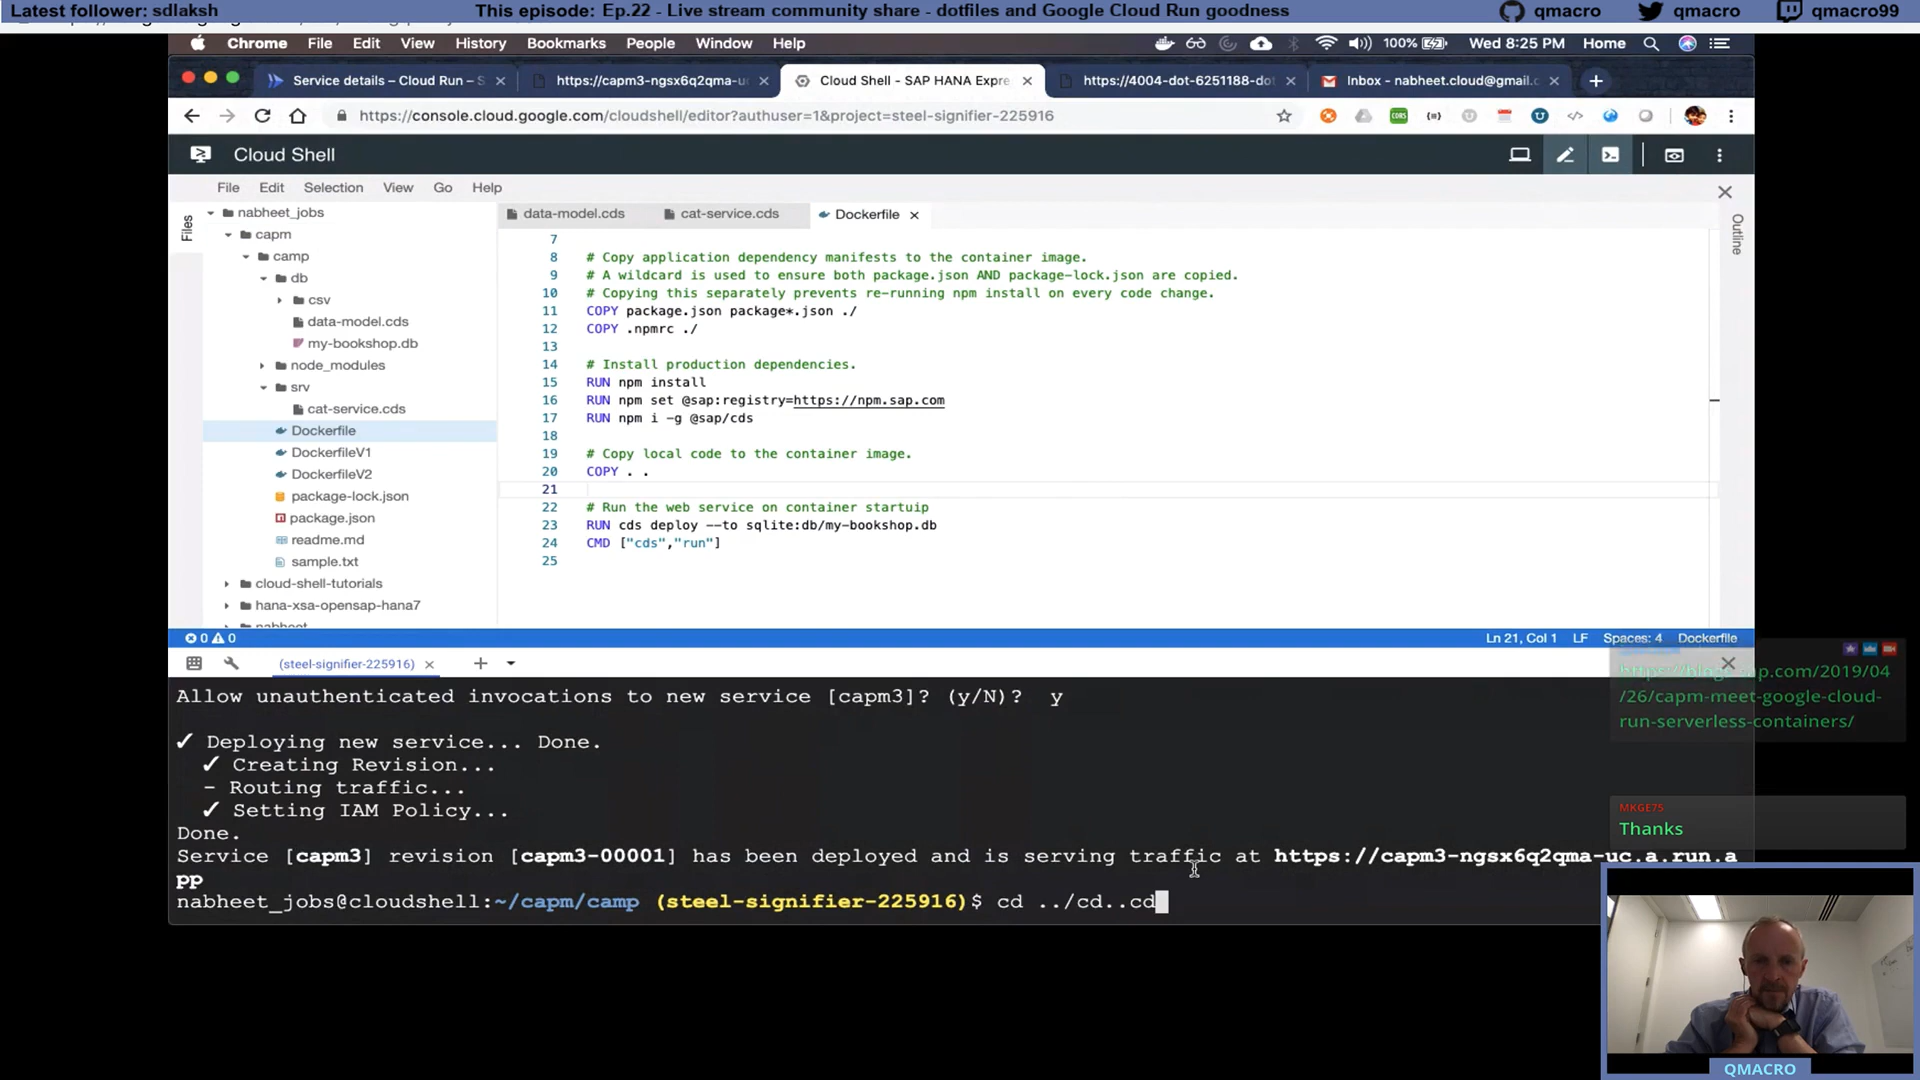 Latest follower: sdlaksh
This episode: Ep.22 - Live stream community share - dotfiles and Google Cloud Run goodness
qmacro
qmacro
qmacro99
Chrome File Edit View History Bookmarks People Window Help
100%
Wed 8:25 PM Home
Service details – Cloud Run – S
https://capm3-ngsx6q2qma-uc
Cloud Shell - SAP HANA Expre
https://4004-dot-6251188-dot
Inbox - nabheet.cloud@gmail.c
https://console.cloud.google.com/cloudshell/editor?authuser=1&project=steel-signifier-225916
CORS
Cloud Shell
File Edit Selection View Go Help
Files
Outline
nabheet_jobs
capm
camp
db
csv
data-model.cds
my-bookshop.db
node_modules
srv
cat-service.cds
Dockerfile
DockerfileV1
DockerfileV2
package-lock.json
package.json
readme.md
sample.txt
cloud-shell-tutorials
hana-xsa-opensap-hana7
nabheet
data-model.cds
cat-service.cds
Dockerfile
7
8 # Copy application dependency manifests to the container image.
9 # A wildcard is used to ensure both package.json AND package-lock.json are copied.
10 # Copying this separately prevents re-running npm install on every code change.
11 COPY package.json package*.json ./
12 COPY .npmrc ./
13
14 # Install production dependencies.
15 RUN npm install
16 RUN npm set @sap:registry=https://npm.sap.com
17 RUN npm i -g @sap/cds
18
19 # Copy local code to the container image.
20 COPY . .
21
22 # Run the web service on container startuip
23 RUN cds deploy --to sqlite:db/my-bookshop.db
24 CMD ["cds","run"]
25
0 0
Ln 21, Col 1 LF Spaces: 4 Dockerfile
(steel-signifier-225916)
Allow unauthenticated invocations to new service [capm3]? (y/N)? y
✓ Deploying new service... Done.
✓ Creating Revision...
- Routing traffic...
✓ Setting IAM Policy...
Done.
Service [capm3] revision [capm3-00001] has been deployed and is serving traffic at https://capm3-ngsx6q2qma-uc.a.run.a
pp
nabheet_jobs@cloudshell:~/capm/camp (steel-signifier-225916)$ cd ../cd..cd
https://blogs.sap.com/2019/04
/26/capm-meet-google-cloud-
run-serverless-containers/
MKGE75
Thanks
QMACRO